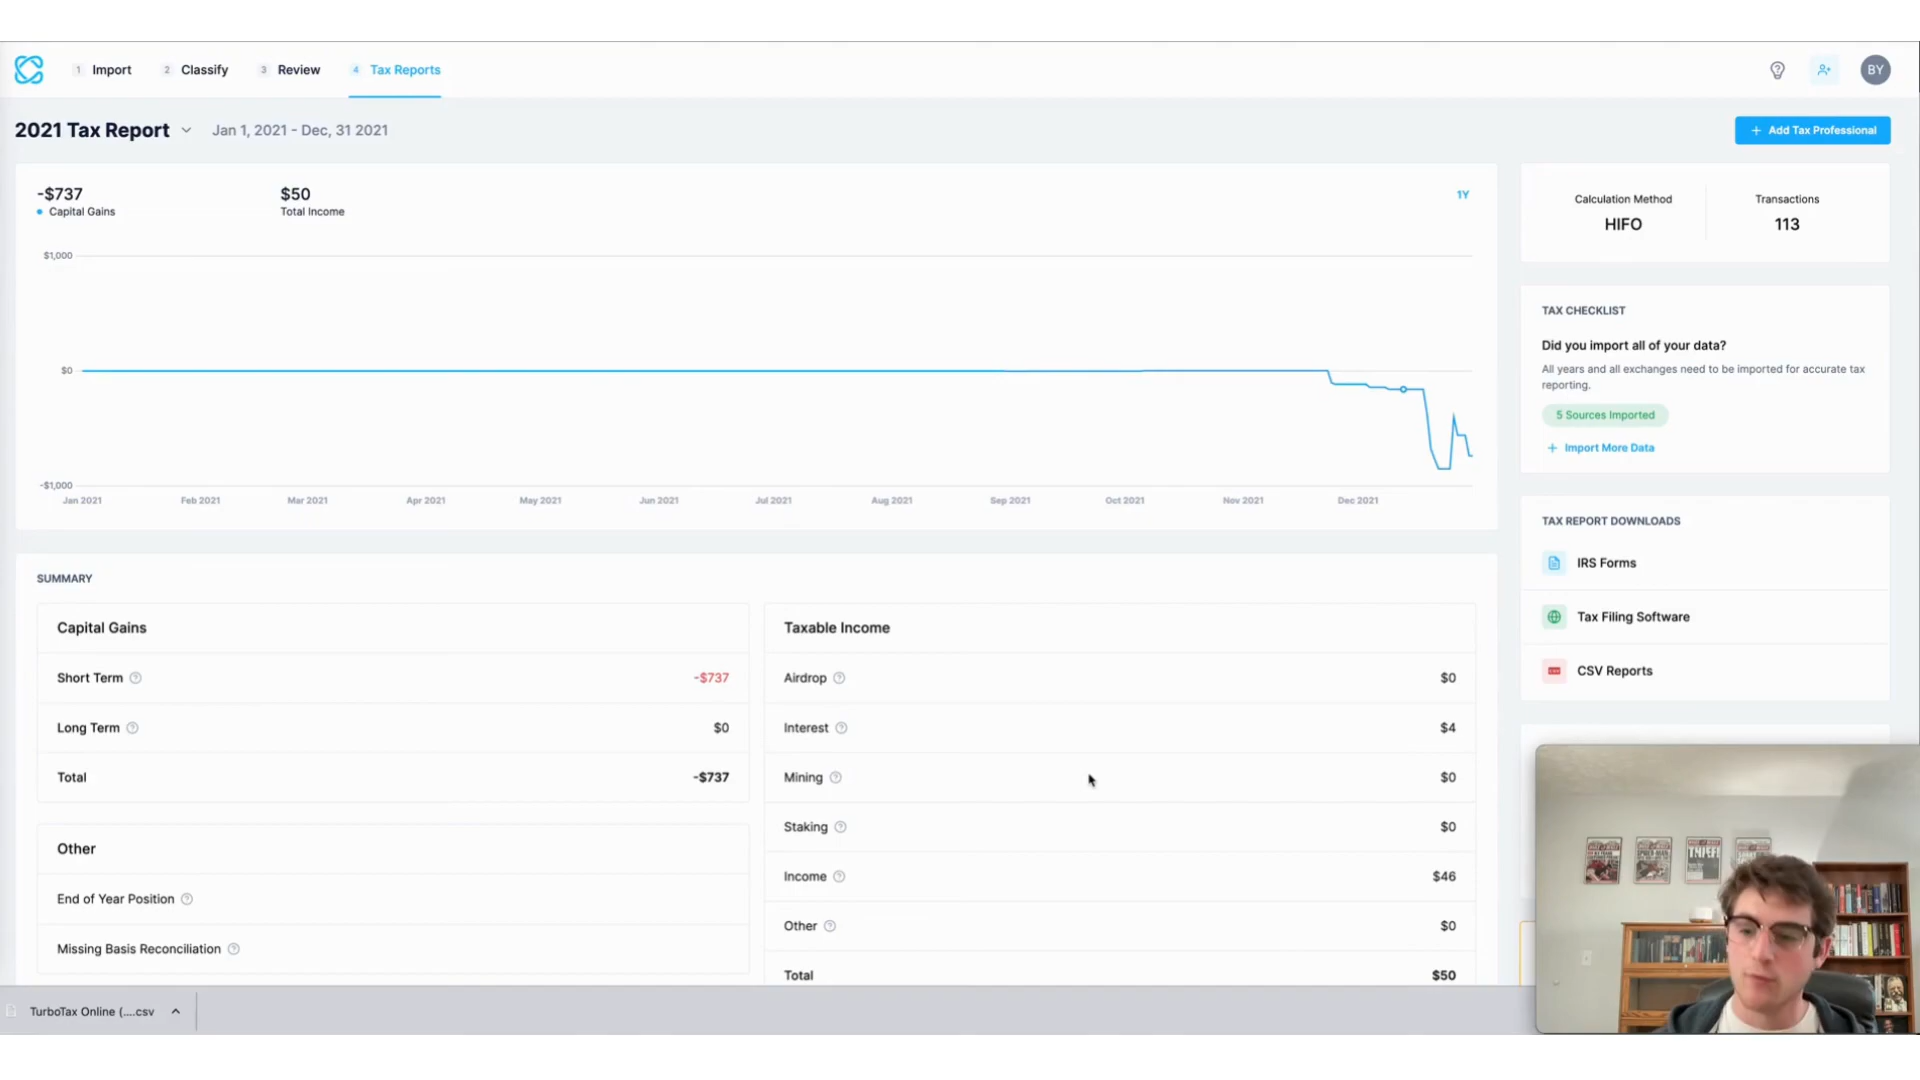 1 Import 2 Classify 3 Review 4 Tax Reports BY
2021 Tax Report Jan 1, 2021 - Dec, 31 2021 + Add Tax Professional
-$737 $50 1Y
Capital Gains Total Income
$1,000
$0
-$1,000
Jan 2021 Feb 2021 Mar 2021 Apr 2021 May 2021 Jun 2021 Jul 2021 Aug 2021 Sep 2021 Oct 2021 Nov 2021 Dec 2021
Calculation Method Transactions
HIFO 113
TAX CHECKLIST
Did you import all of your data?
All years and all exchanges need to be imported for accurate tax
reporting.
5 Sources Imported
+ Import More Data
TAX REPORT DOWNLOADS
IRS Forms
Tax Filing Software
CSV Reports
SUMMARY
Capital Gains
Short Term -$737
Long Term $0
Total -$737
Other
End of Year Position
Missing Basis Reconciliation
Taxable Income
Airdrop $0
Interest $4
Mining $0
Staking $0
Income $46
Other $0
Total $50
TurboTax Online (....csv
THIEF!